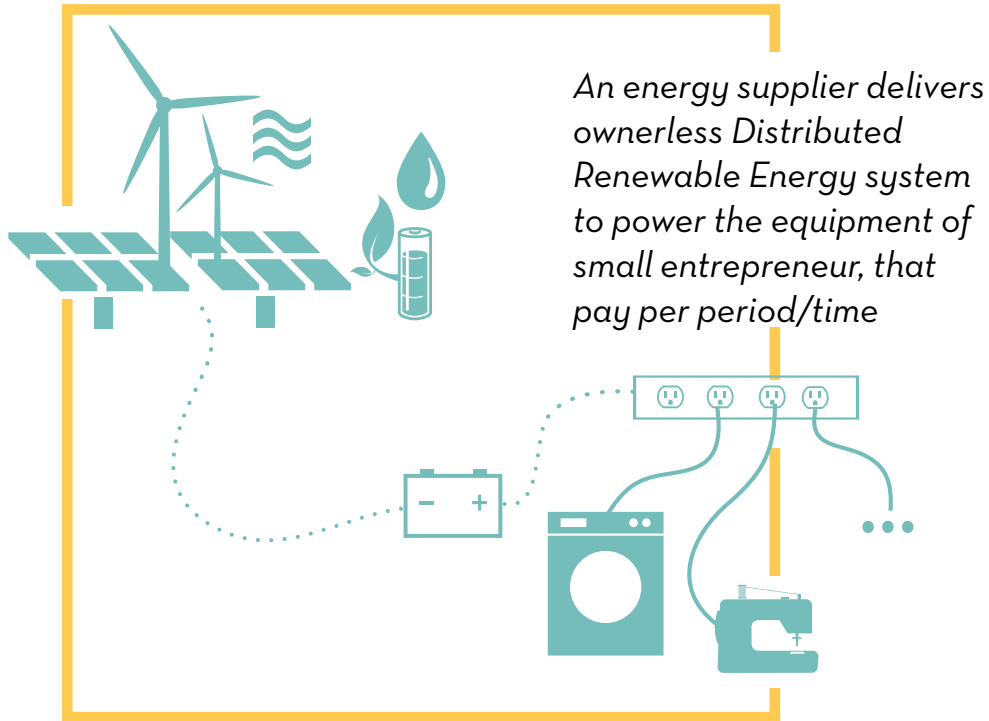 An energy supplier delivers
ownerless Distributed
Renewable Energy system
to power the equipment of
small entrepreneur, that
pay per period/time
- +